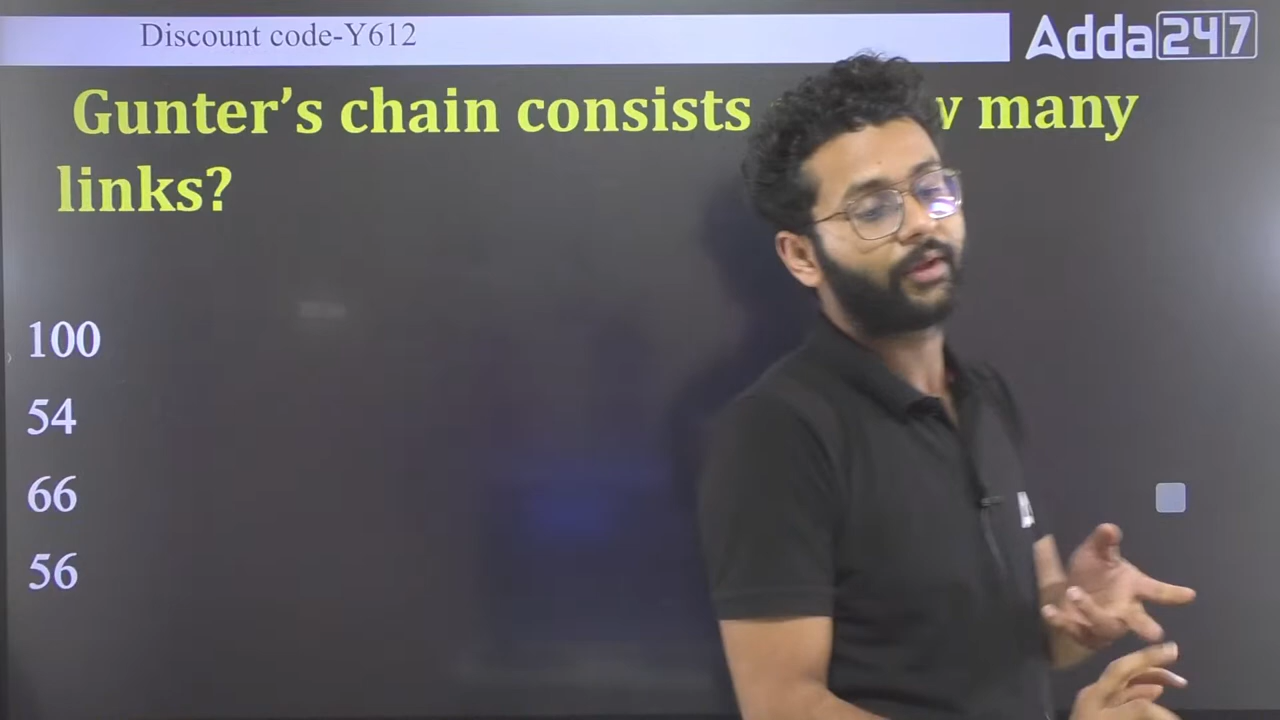 Discount code-Y612
Adda247
Gunter's chain consists many
links?
100
54
66
56